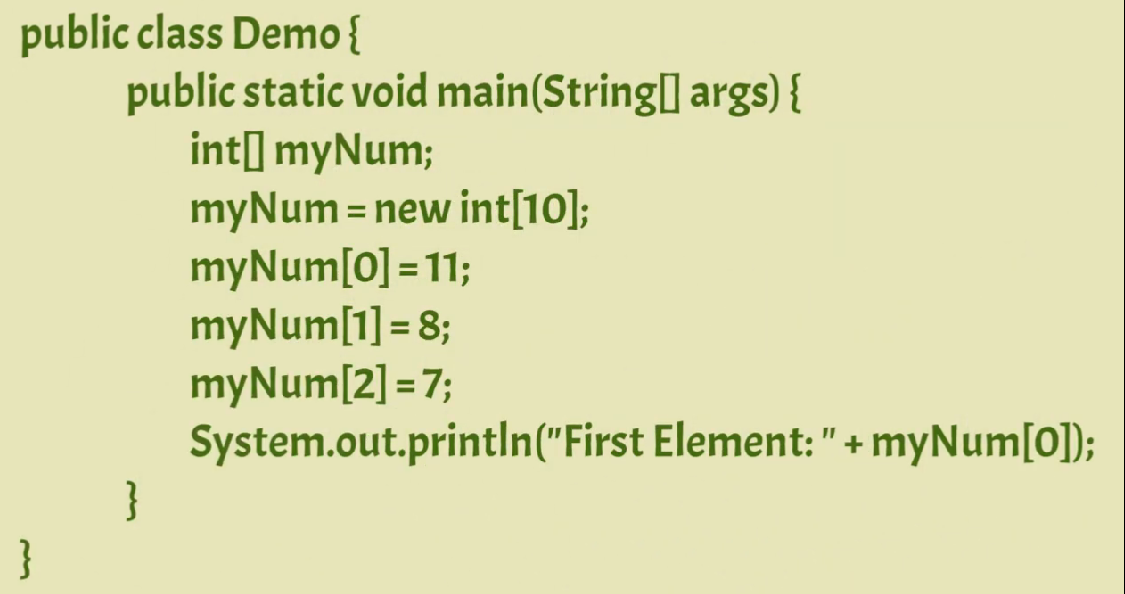 public class Demo {
public static void main(String[] args) {
int[] myNum;
myNum = new int[10];
myNum[0] = 11;
myNum[1] = 8;
myNum[2] = 7;
System.out.println("First Element: " + myNum[0]);
}
}